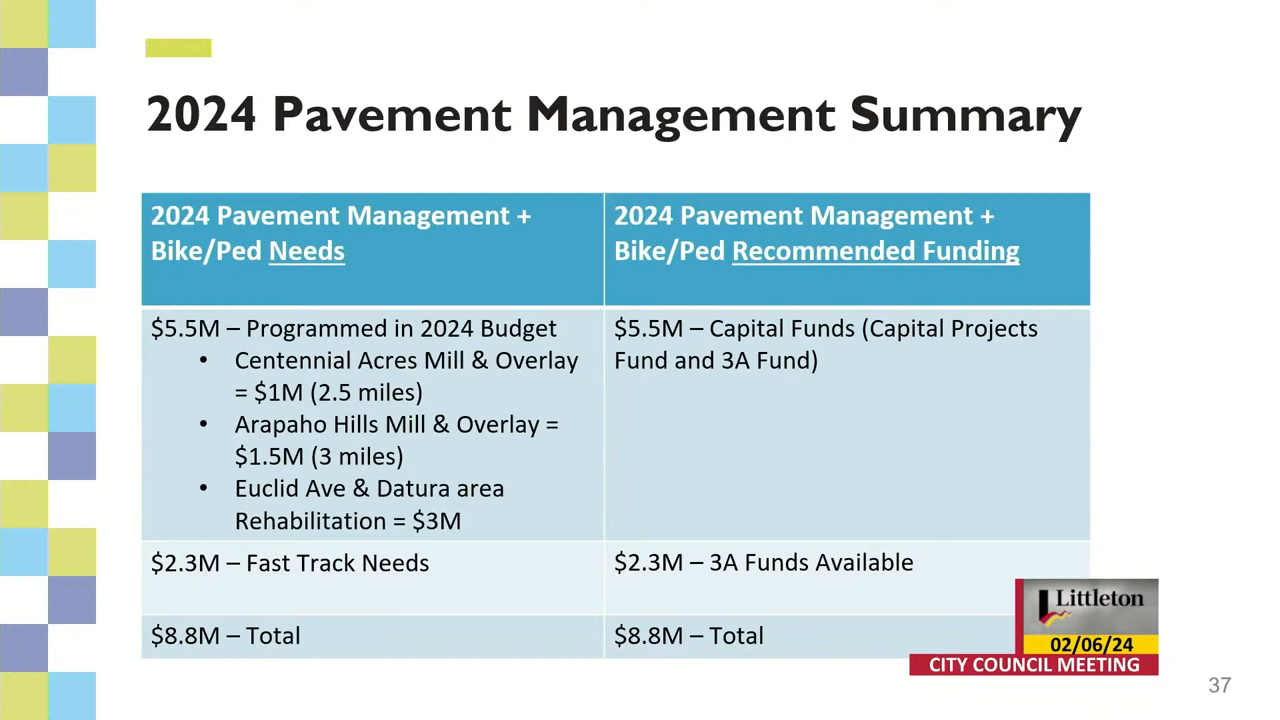 2024 Pavement Management Summary
2024 Pavement Management +
Bike/Ped Needs
2024 Pavement Management +
Bike/Ped Recommended Funding
$5.5M – Programmed in 2024 Budget
• Centennial Acres Mill & Overlay
= $1M (2.5 miles)
• Arapaho Hills Mill & Overlay =
$1.5M (3 miles)
• Euclid Ave & Datura area
Rehabilitation = $3M
$5.5M – Capital Funds (Capital Projects
Fund and 3A Fund)
$2.3M – Fast Track Needs
$2.3M – 3A Funds Available
$8.8M – Total
$8.8M – Total
Littleton
02/06/24
CITY COUNCIL MEETING
37